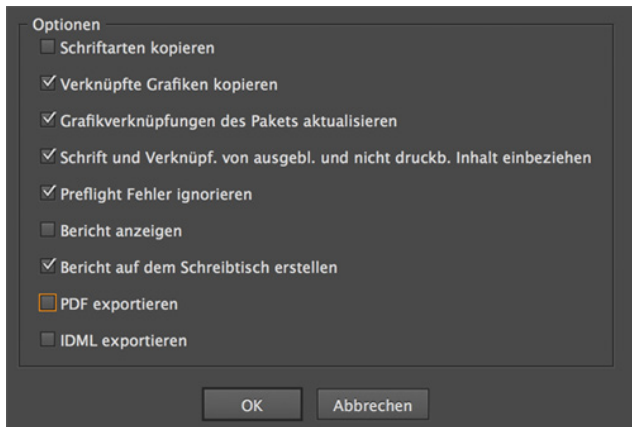 Optionen
Schriftarten kopieren
Verknüpfte Grafiken kopieren
Grafikverknüpfungen des Pakets aktualisieren
Schrift und Verknüpf. von ausgebl. und nicht druckb. Inhalt einbeziehen
Preflight Fehler ignorieren
Bericht anzeigen
Bericht auf dem Schreibtisch erstellen
PDF exportieren
IDML exportieren
OK Abbrechen